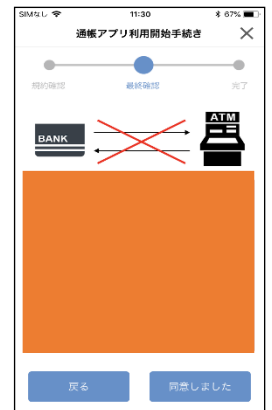 SIMなし 11:30 67%
通帳アプリ利用開始手続き
規約確認 最終確認 完了
BANK
ATM
戻る 同意しました